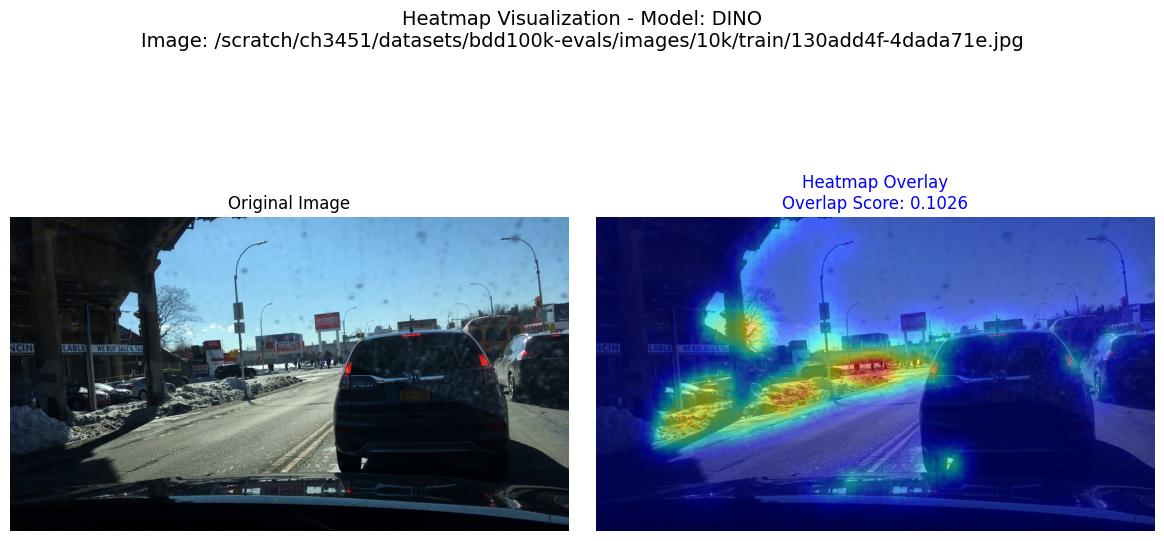 Heatmap Visualization - Model: DINO
Image: /scratch/ch3451/datasets/bdd100k-evals/images/10k/train/130add4f-4dada71e.jpg
Original Image
Heatmap Overlay
Overlap Score: 0.1026